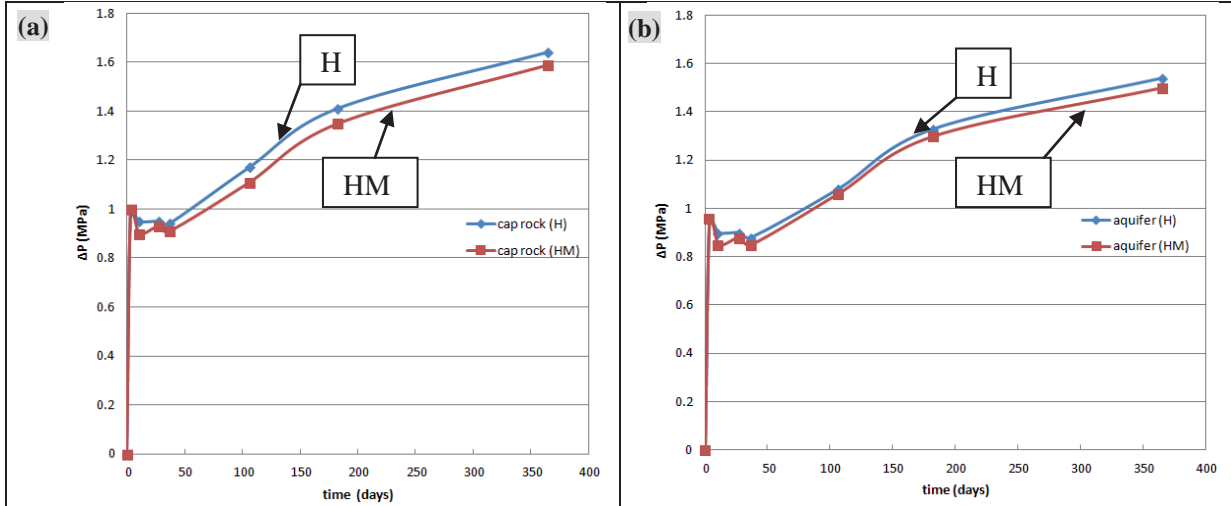 (a)
1.8
1.6
1.4
1.2
1
0.8
0.6
0.4
0.2
0
ΔP (MPa)
H
HM
cap rock (H)
cap rock (HM)
0 50 100 150 200 250 300 350 400
time (days)
(b)
1.8
1.6
1.4
1.2
1
0.8
0.6
0.4
0.2
0
ΔP (MPa)
H
HM
aquifer (H)
aquifer (HM)
0 50 100 150 200 250 300 350 400
time (days)